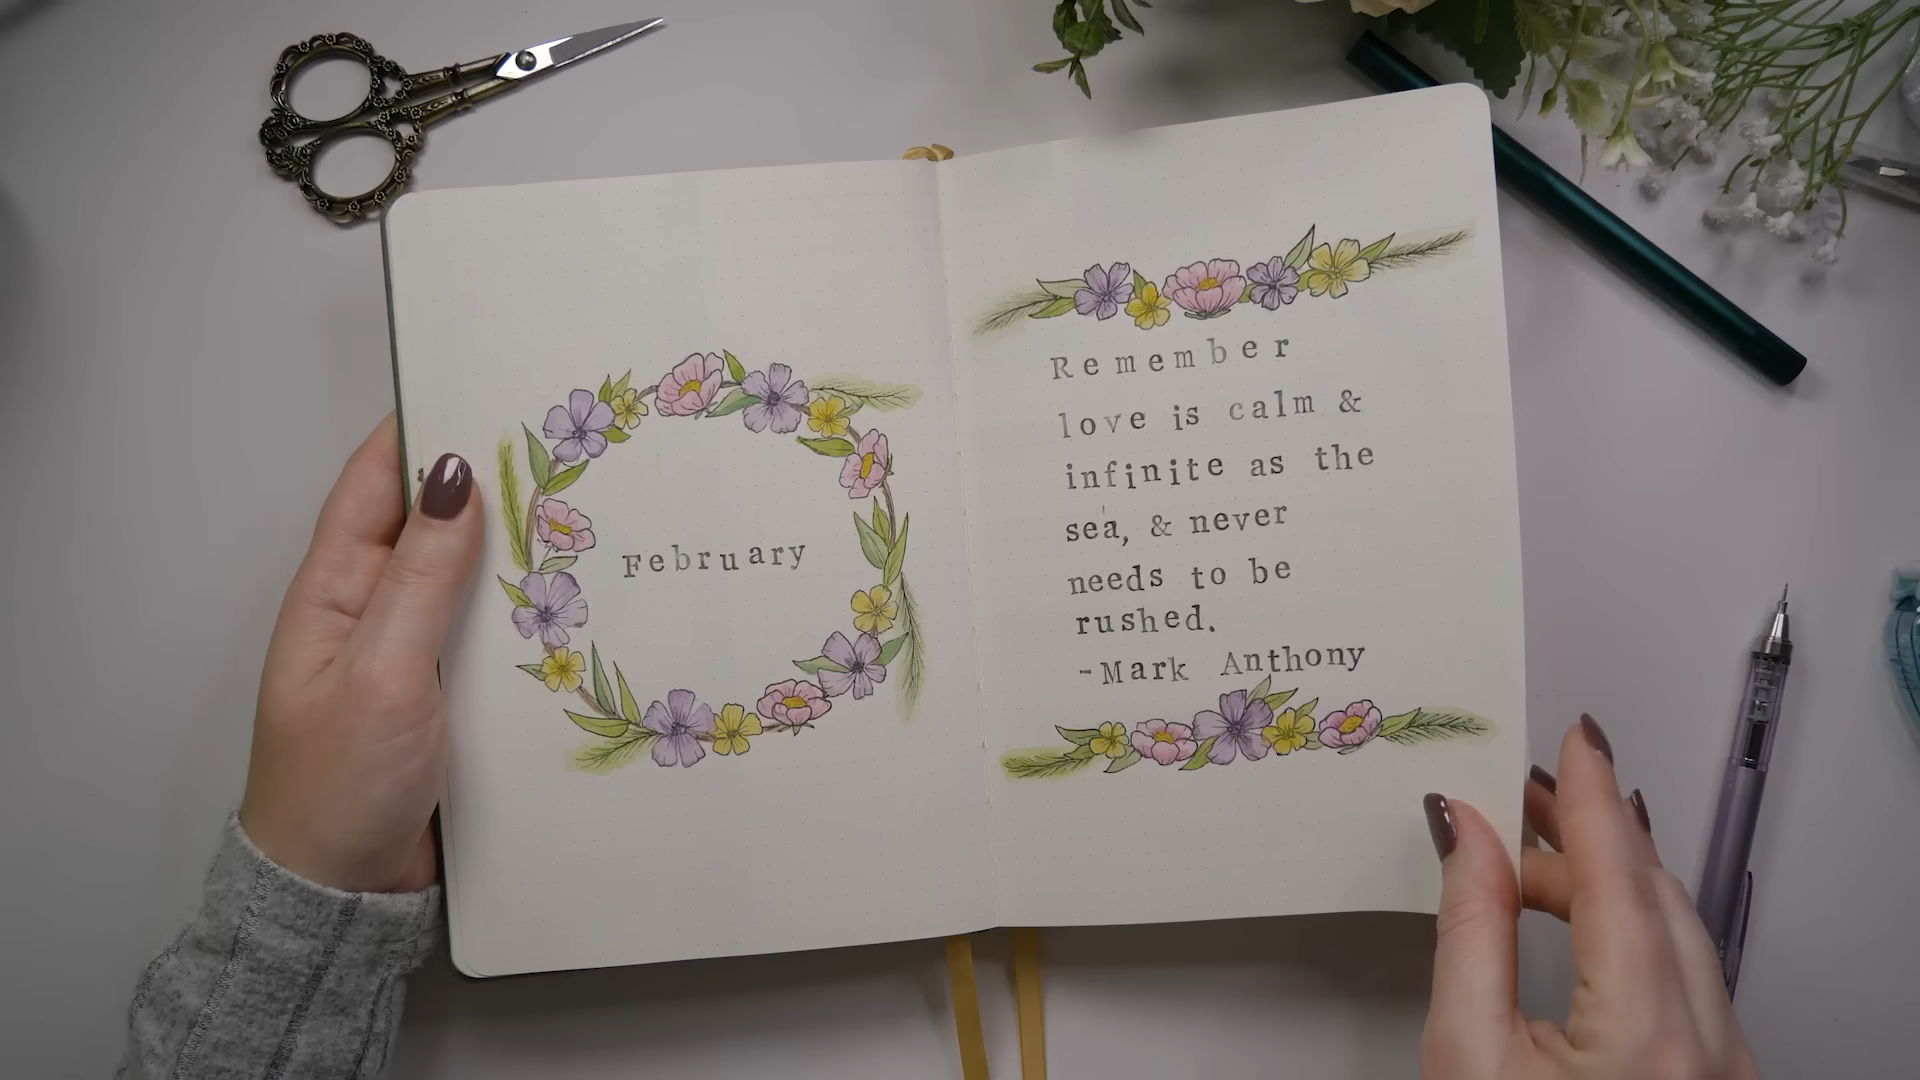 February
Remember
love is calm &
infinite as the
sea, & never
needs to be
rushed.
-Mark Anthony